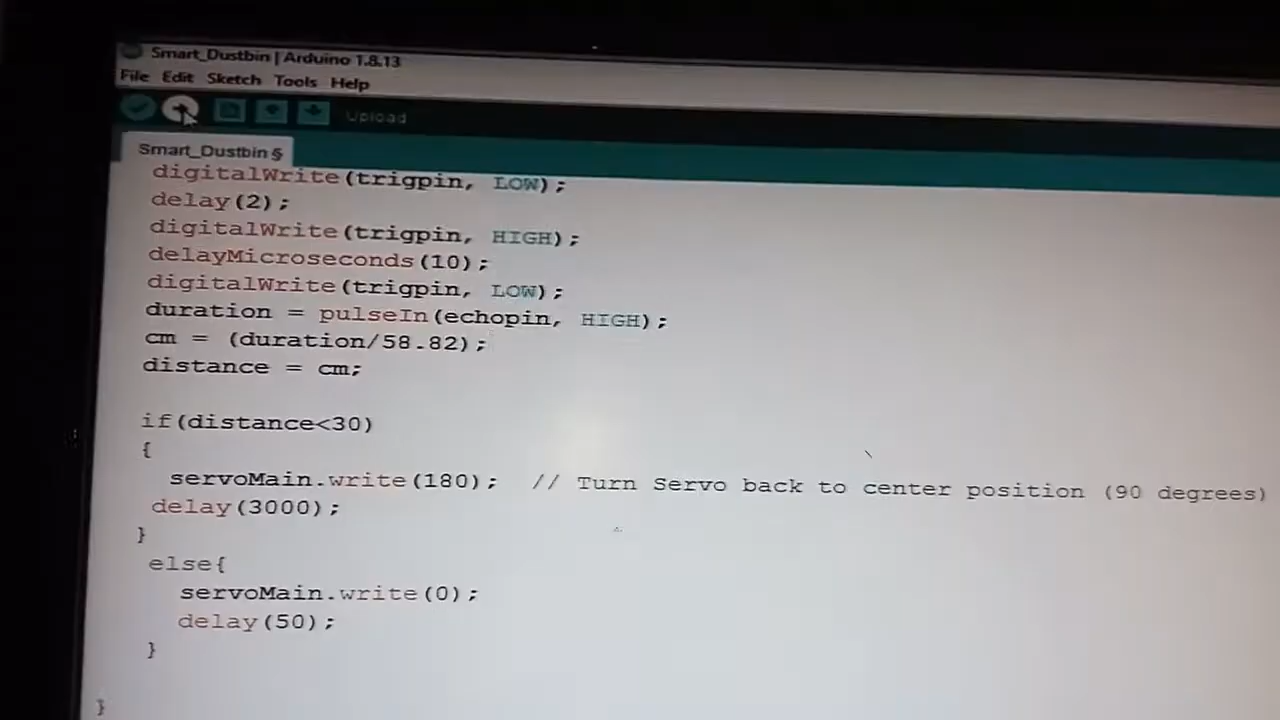 Smart_Dustbin | Arduino 1.8.13
File Edit Sketch Tools Help
Upload
Smart_Dustbin §
digitalWrite(trigpin, LOW);
delay(2);
digitalWrite(trigpin, HIGH);
delayMicroseconds(10);
digitalWrite(trigpin, LOW);
duration = pulseIn(echopin, HIGH);
cm = (duration/58.82);
distance = cm;
if(distance<30)
{
servoMain.write(180); // Turn Servo back to center position (90 degrees)
delay(3000);
}
else{
servoMain.write(0);
delay(50);
}
}